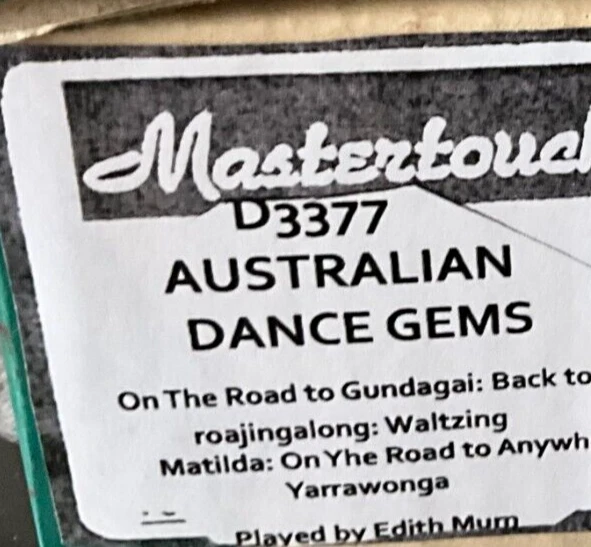 Mastertouch
D3377
AUSTRALIAN
DANCE GEMS
On The Road to Gundagai: Back to
roajingalong: Waltzing
Matilda: On Yhe Road to Anywh
Yarrawonga
Played by Edith Murn